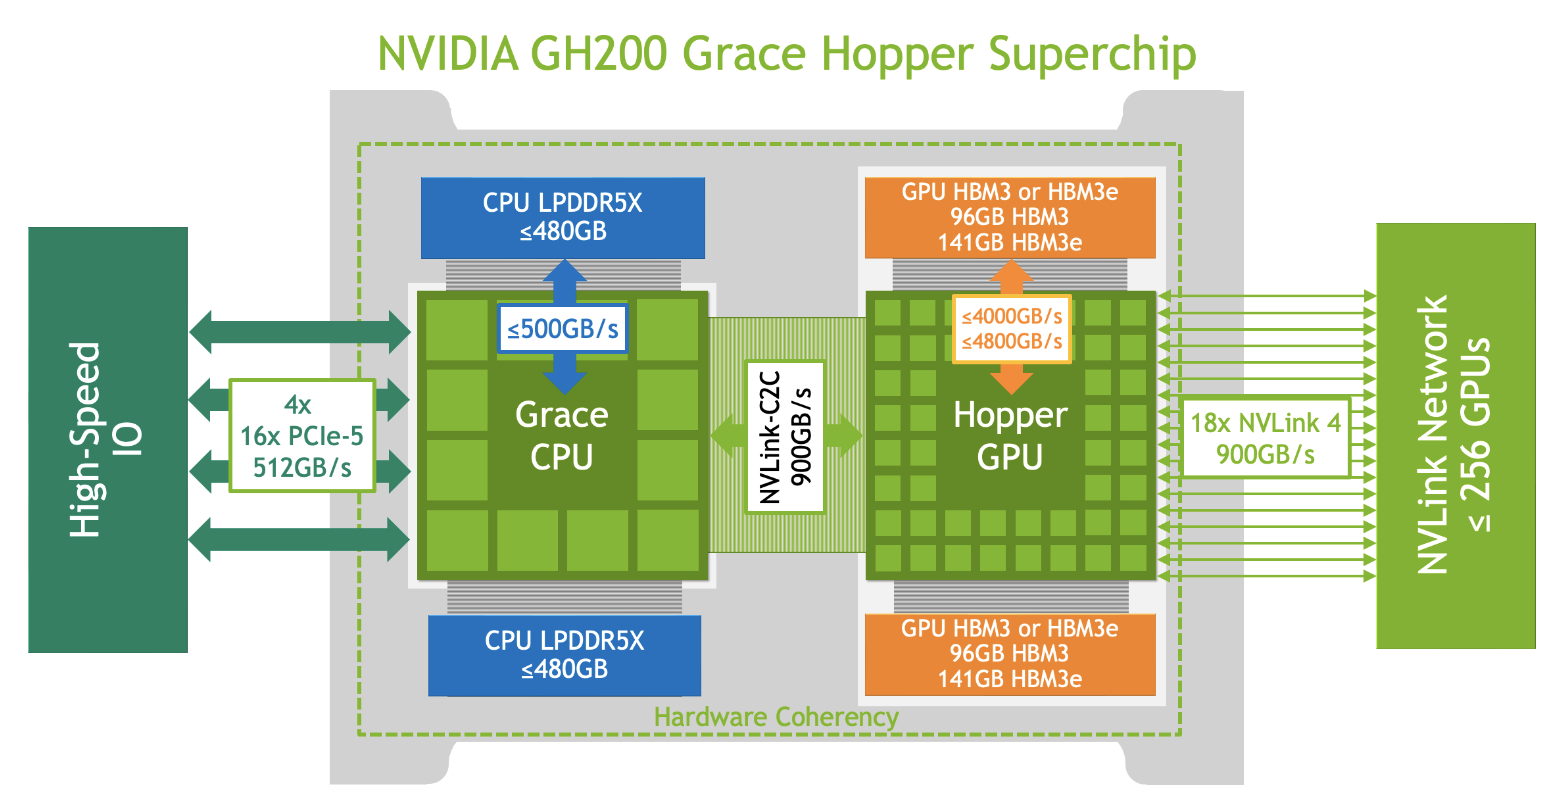 NVIDIA GH200 Grace Hopper Superchip
CPU LPDDR5X
≤480GB
GPU HBM3 or HBM3e
96GB HBM3
141GB HBM3e
≤500GB/s
≤4000GB/s
≤4800GB/s
High-Speed
IO
4x
16x PCIe-5
512GB/s
Grace
CPU
NVLink-C2C
900GB/s
Hopper
GPU
18x NVLink 4
900GB/s
NVLink Network
≤ 256 GPUs
CPU LPDDR5X
≤480GB
GPU HBM3 or HBM3e
96GB HBM3
141GB HBM3e
Hardware Coherency